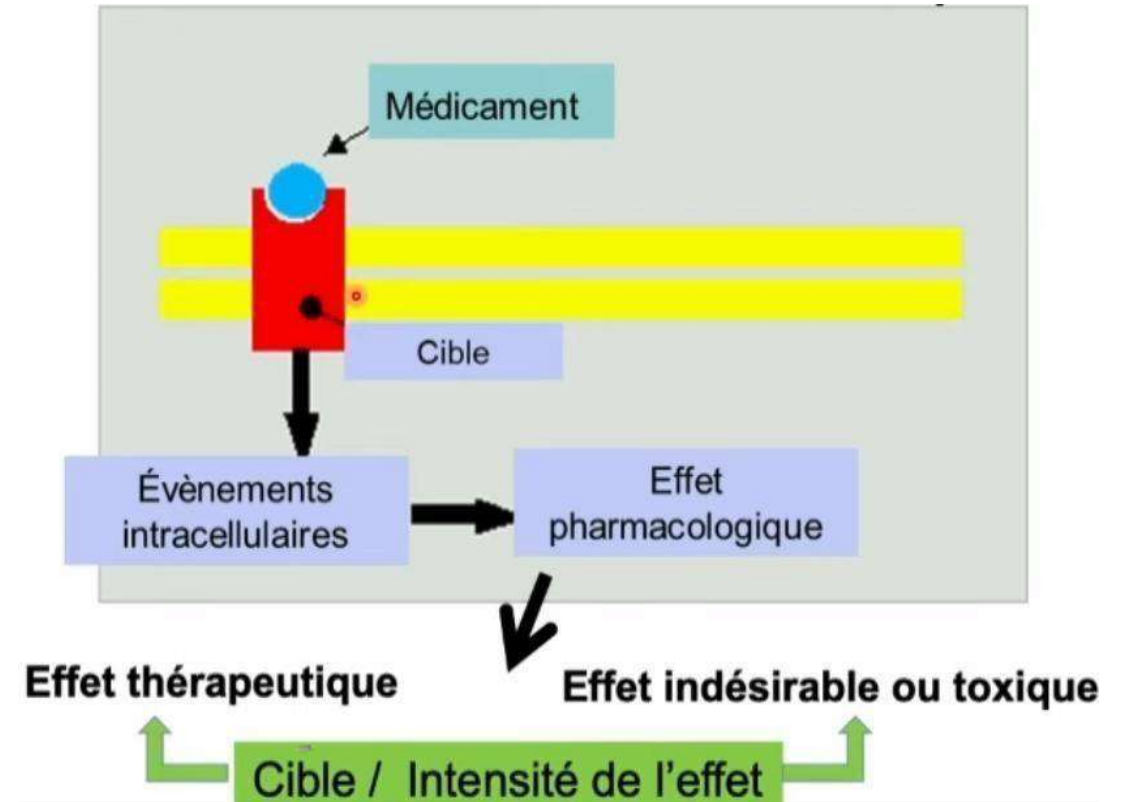 Médicament
Cible
Évènements
intracellulaires
Effet
pharmacologique
Effet thérapeutique
Effet indésirable ou toxique
Cible / Intensité de l'effet